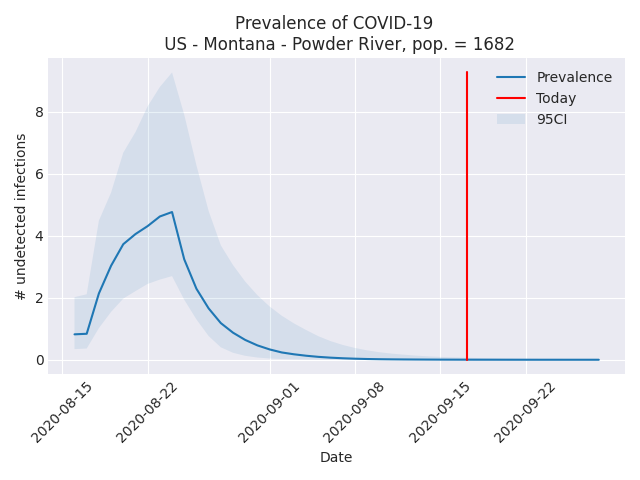 Prevalence of COVID-19
US - Montana - Powder River, pop. = 1682
Prevalence
Today
95CI
# undetected infections
8
6
4
2
0
2020-08-15
2020-08-22
2020-09-01
2020-09-08
2020-09-15
2020-09-22
Date